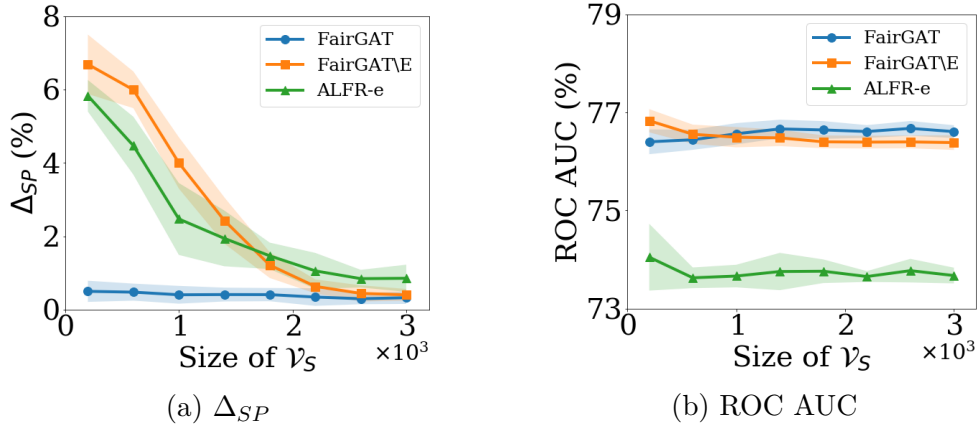 8
6
4
2
0
Δ_SP (%)
FairGAT
FairGAT\E
ALFR-e
0 1 2 3
×10³
Size of 𝒱_S
(a) Δ_SP
79
77
75
73
ROC AUC (%)
FairGAT
FairGAT\E
ALFR-e
0 1 2 3
×10³
Size of 𝒱_S
(b) ROC AUC